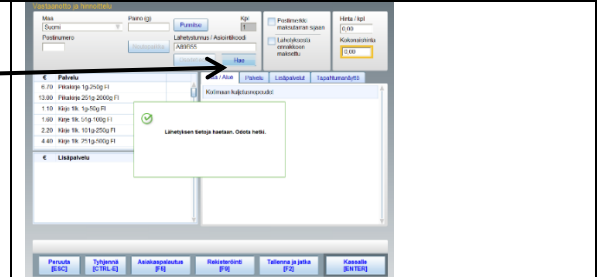 Vastaanotto ja hinnoittelu
Maa
Suomi
Paino (g)
Punnitse
Kpl
1
Postimerkki
maksutavan sijaan
Hinta / kpl
0,00
Postinumero
Lähetystunnus / Asiointikoodi
A89B55
Hae
Lähetyksestä
ennakkoon
maksettu
Kokonaishinta
0,00
€ Palvelu
6.70 Pikakirje 1g-250g FI
13.00 Pikakirje 251g-2000g FI
1.10 Kirje 1lk. 1g-50g FI
1.60 Kirje 1lk. 51g-100g FI
2.20 Kirje 1lk. 101g-250g FI
4.40 Kirje 1lk. 251g-500g FI
€ Lisäpalvelu
Maa / Alue
Palvelu
Lisäpalvelut
Tapahtumanäyttö
Kotimaan kuljetusnopeudet
Lähetyksen tietoja haetaan. Odota hetki.
Peruuta
[ESC]
Tyhjennä
[CTRL-E]
Asiakaspalautus
[F6]
Rekisteröinti
[F9]
Tallenna ja jatka
[F2]
Kassalle
[ENTER]